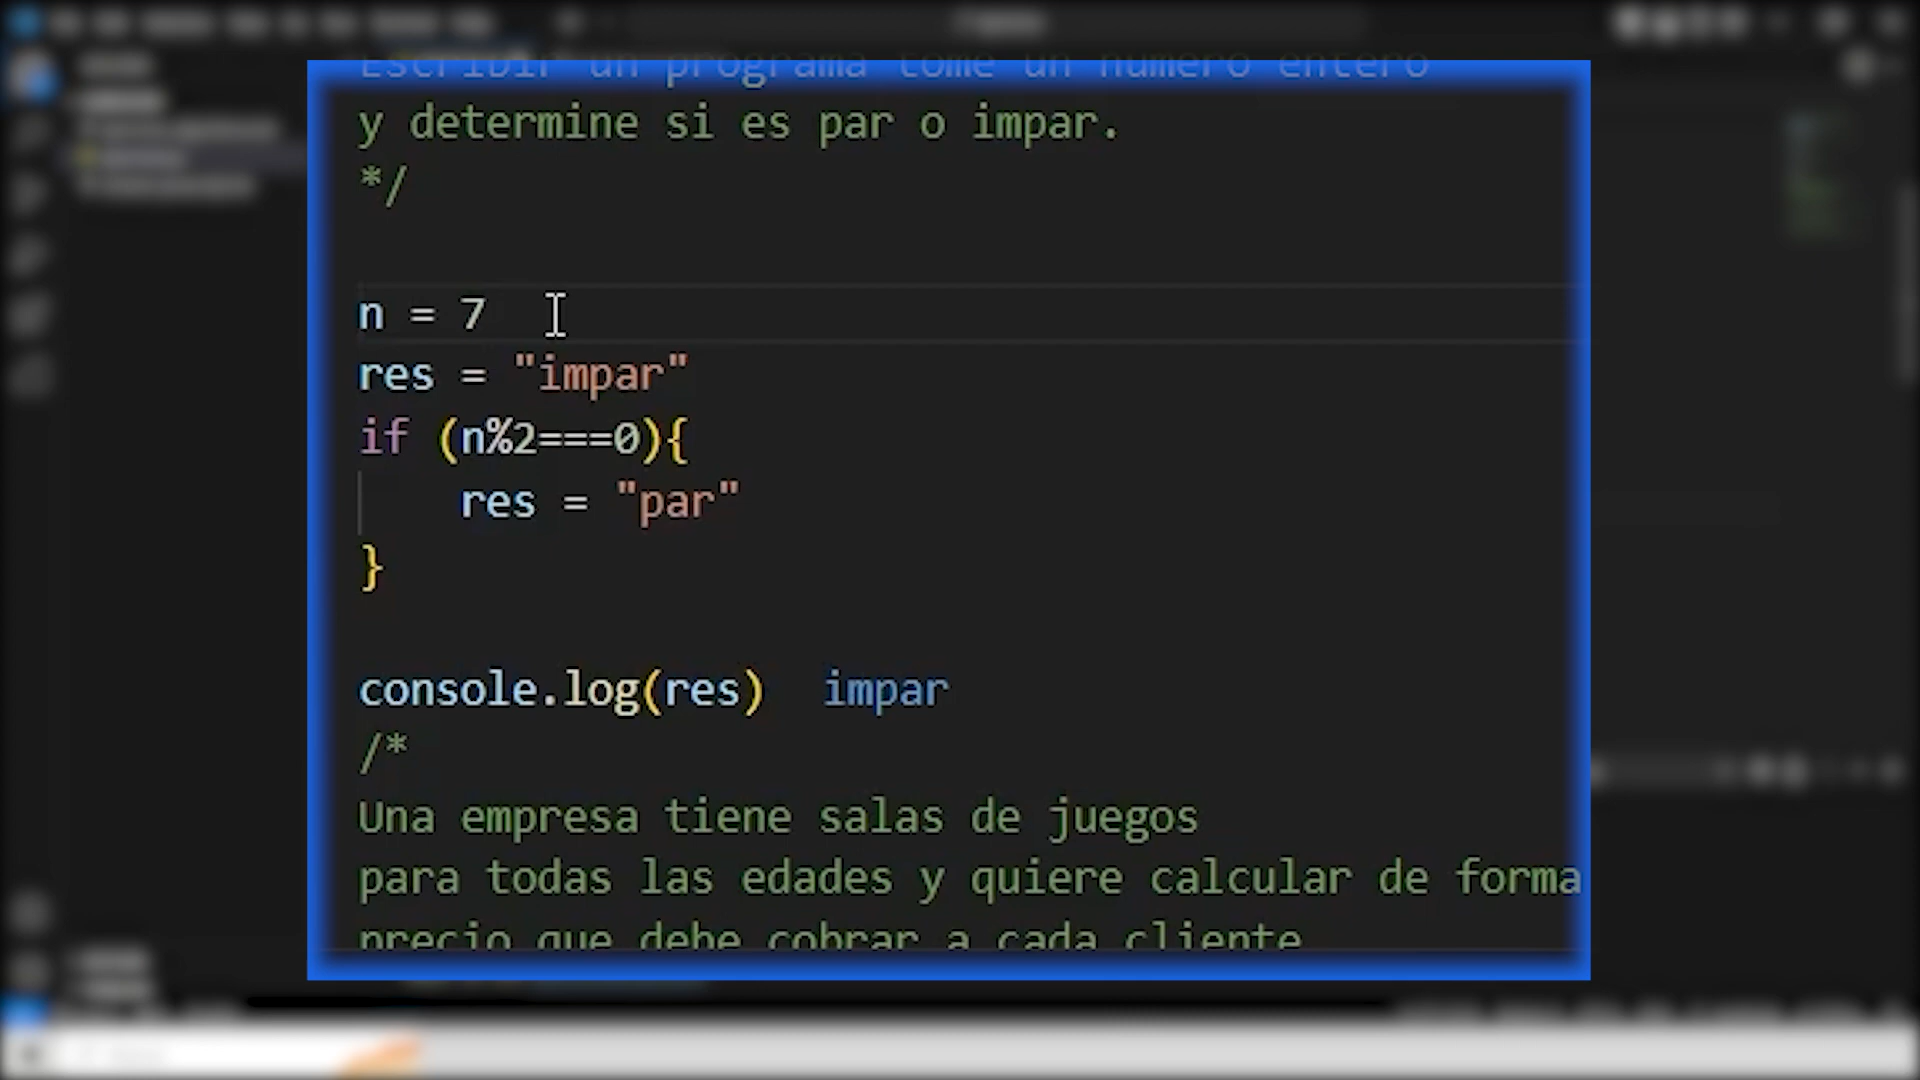 Escribir un programa tome un numero entero
y determine si es par o impar.
*/
n = 7
res = "impar"
if (n%2===0){
res = "par"
}
console.log(res) impar
/*
Una empresa tiene salas de juegos
para todas las edades y quiere calcular de forma
precio que debe cobrar a cada cliente